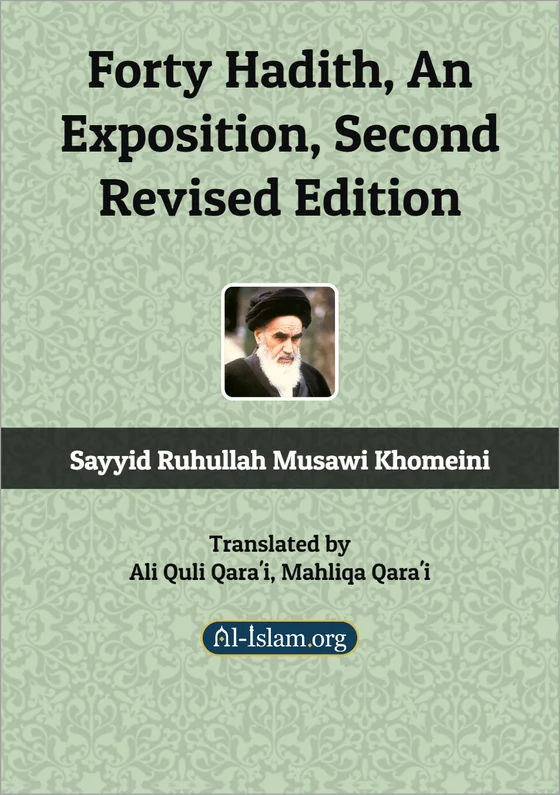 Forty Hadith, An
Exposition, Second
Revised Edition
Sayyid Ruhullah Musawi Khomeini
Translated by
Ali Quli Qara'i, Mahliqa Qara'i
Al-Islam.org